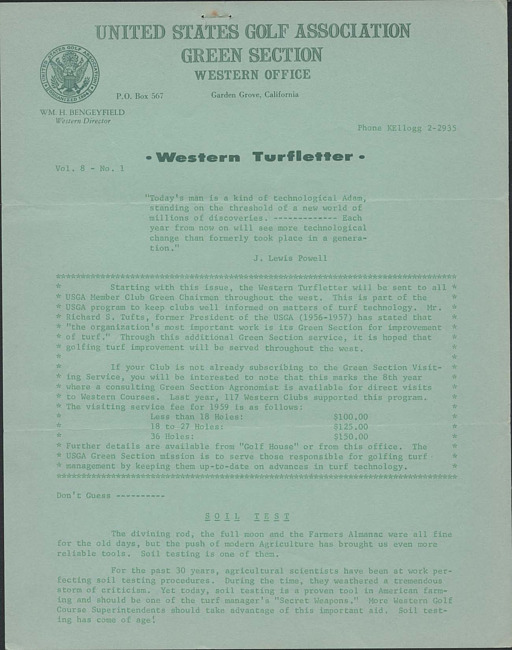 UNITED STATES GOLF ASSOCIATION
GREEN SECTION
WESTERN OFFICE
P.O. Box 567 Garden Grove, California
WM. H. BENGEYFIELD
Western Director
Phone KEllogg 2-2935
• Western Turfletter •
Vol. 8 - No. 1
"Today's man is a kind of technological Adam,
standing on the threshold of a new world of
millions of discoveries. ------------- Each
year from now on will see more technological
change than formerly took place in a genera-
tion."
J. Lewis Powell
Starting with this issue, the Western Turfletter will be sent to all
USGA Member Club Green Chairman throughout the west. This is part of the
USGA program to keep clubs well informed on matters of turf technology. Mr.
Richard S. Tufts, former President of the USGA (1956-1957) has stated that
"the organization's most important work is its Green Section for improvement
of turf." Through this additional Green Section service, it is hoped that
golfing turf improvement will be served throughout the west.
If your Club is not already subscribing to the Green Section Visit-
ing Service, you will be interested to note that this marks the 8th year
where a consulting Green Section Agronomist is available for direct visits
to Western Courses. Last year, 117 Western Clubs supported this program.
The visiting service fee for 1959 is as follows:
Less than 18 Holes: $100.00
18 to 27 Holes: $125.00
36 Holes: $150.00
Further details are available from "Golf House" or from this office. The
USGA Green Section mission is to serve those responsible for golfing turf
management by keeping them up-to-date on advances in turf technology.
Don't Guess ----------
SOIL TEST
The divining rod, the full moon and the Farmers Almanac were all fine
for the old days, but the push of modern Agriculture has brought us even more
reliable tools. Soil testing is one of them.
For the past 30 years, agricultural scientists have been at work per-
fecting soil testing procedures. During the time, they weathered a tremendous
storm of criticism. Yet today, soil testing is a proven tool in American farm-
ing and should be one of the turf manager's "Secret Weapons." More Western Golf
Course Superintendents should take advantage of this important aid. Soil test-
ing has come of age!